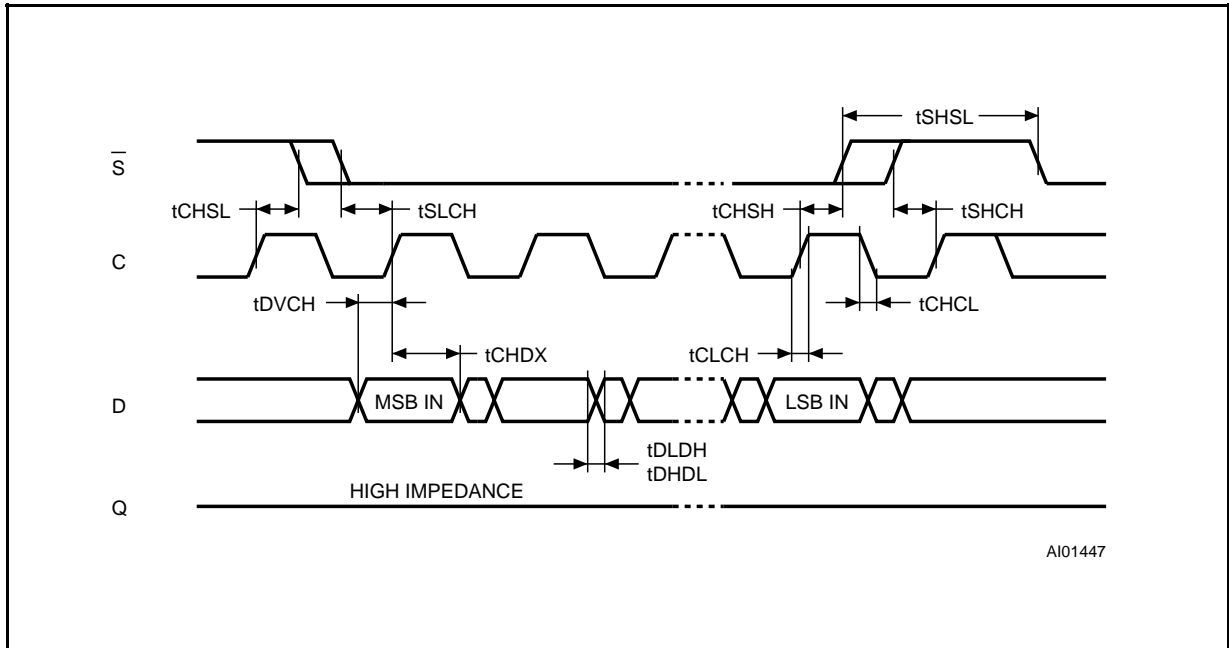 tSHSL
S
tCHSL
tSLCH
tCHSH
tSHCH
C
tDVCH
tCHCL
tCHDX
tCLCH
D
MSB IN
LSB IN
tDLDH
tDHDL
HIGH IMPEDANCE
Q
AI01447